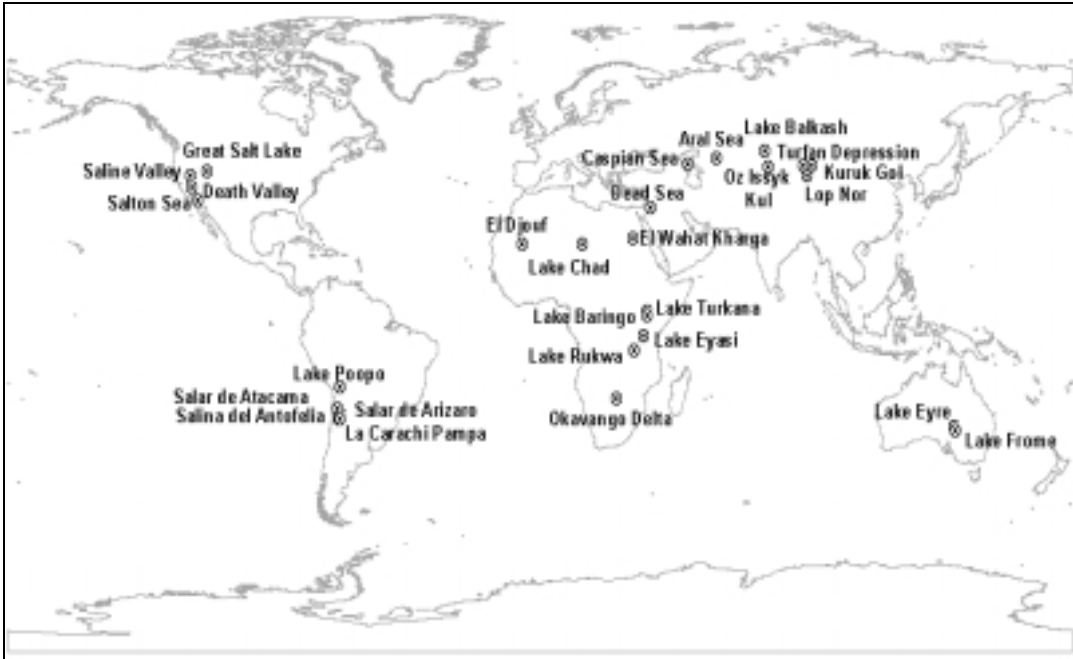 Great Salt Lake
Saline Valley
Death Valley
Salton Sea
Lake Balkash
Aral Sea
Turfan Depression
Caspian Sea
Oz Issyk
Kul
Kuruk Gol
Lop Nor
Dead Sea
El Djouf
El Wahat Kharga
Lake Chad
Lake Turkana
Lake Baringo
Lake Eyasi
Lake Rukwa
Lake Poopo
Salar de Atacama
Salar de Arizaro
Salina del Antofelia
La Carachi Pampa
Okavango Delta
Lake Eyre
Lake Frome